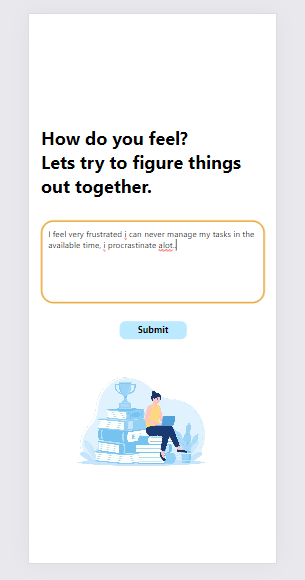 How do you feel?
Lets try to figure things
out together.
I feel very frustrated i can never manage my tasks in the
available time, i procrastinate alot..
Submit